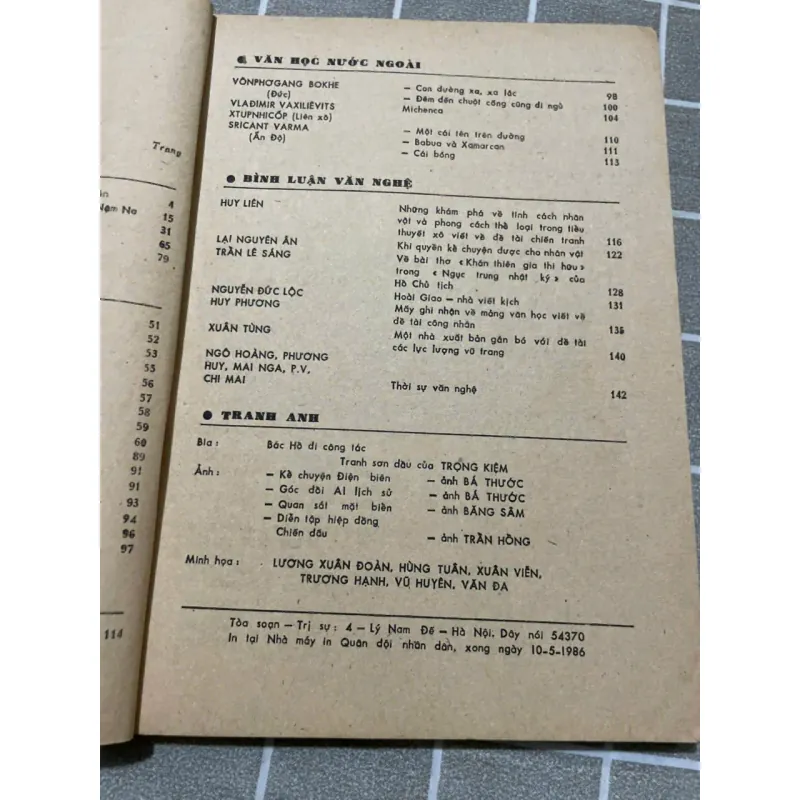 Trang
4
Nam Na 15
31
65
79
51
52
53
55
56
57
58
59
60
89
91
91
93
94
96
97
114
● VĂN HỌC NƯỚC NGOÀI
VÔNPHƠGANG BOKHE — Con đường xa, xa lắc 98
(Đức) — Đêm đến chuột cống cũng đi ngủ 100
VLAĐIMIR VAXILIÊVITS Michenca 104
XTUPNHICỐP (Liên xô)
SRICANT VARMA — Một cái tên trên đường 110
(Ấn Độ) — Babua và Xamarcan 111
— Cái bóng 113
● BÌNH LUẬN VĂN NGHỆ
HUY LIÊN Những khám phá về tính cách nhân
vật và phong cách thể loại trong tiểu
thuyết xô viết về đề tài chiến tranh 116
LẠI NGUYÊN ÂN Khi quyền kể chuyện được cho nhân vật 122
TRẦN LÊ SÁNG Về bài thơ «Khán thiên gia thi hữu»
trong «Ngục trung nhật ký» của
Hồ Chủ tịch 128
NGUYỄN ĐỨC LỘC Hoài Giao — nhà viết kịch 131
HUY PHƯƠNG Mấy ghi nhận về mảng văn học viết về
đề tài công nhân 135
XUÂN TÙNG Một nhà xuất bản gắn bó với đề tài
các lực lượng vũ trang 140
NGÔ HOÀNG, PHƯƠNG
HUY, MAI NGA, P.V,
CHI MAI Thời sự văn nghệ 142
● TRANH ANH
Bìa : Bác Hồ đi công tác
Tranh sơn dầu của TRỌNG KIỆM
Ảnh : — Kể chuyện Điện biên — ảnh BÁ THƯỚC
— Góc đồi AI lịch sử — ảnh BÁ THƯỚC
— Quan sát mặt biển — ảnh BĂNG SÂM
— Diễn tập hiệp đồng
Chiến đấu — ảnh TRẦN HỒNG
Minh họa : LƯƠNG XUÂN ĐOÀN, HÙNG TUÂN, XUÂN VIÊN,
TRƯƠNG HẠNH, VŨ HUYÊN, VĂN ĐA
Tòa soạn — Trị sự : 4 — Lý Nam Đế — Hà Nội. Dây nói 54370
In tại Nhà máy in Quân đội nhân dân, xong ngày 10-5-1986